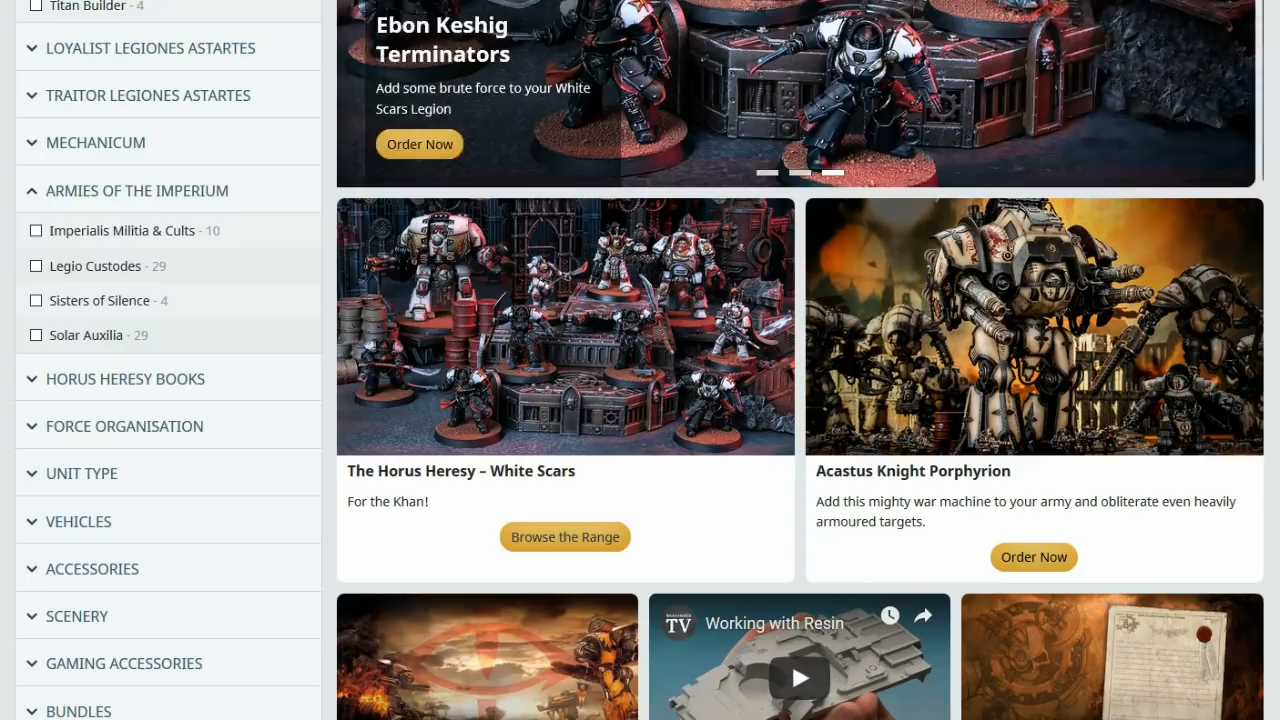 Titan Builder - 4
LOYALIST LEGIONES ASTARTES
TRAITOR LEGIONES ASTARTES
MECHANICUM
ARMIES OF THE IMPERIUM
Imperialis Militia & Cults - 10
Legio Custodes - 29
Sisters of Silence - 4
Solar Auxilia - 29
HORUS HERESY BOOKS
FORCE ORGANISATION
UNIT TYPE
VEHICLES
ACCESSORIES
SCENERY
GAMING ACCESSORIES
BUNDLES
Ebon Keshig
Terminators
Add some brute force to your White
Scars Legion
Order Now
The Horus Heresy – White Scars
For the Khan!
Browse the Range
Acastus Knight Porphyrion
Add this mighty war machine to your army and obliterate even heavily
armoured targets.
Order Now
WARHAMMER
TV
Working with Resin